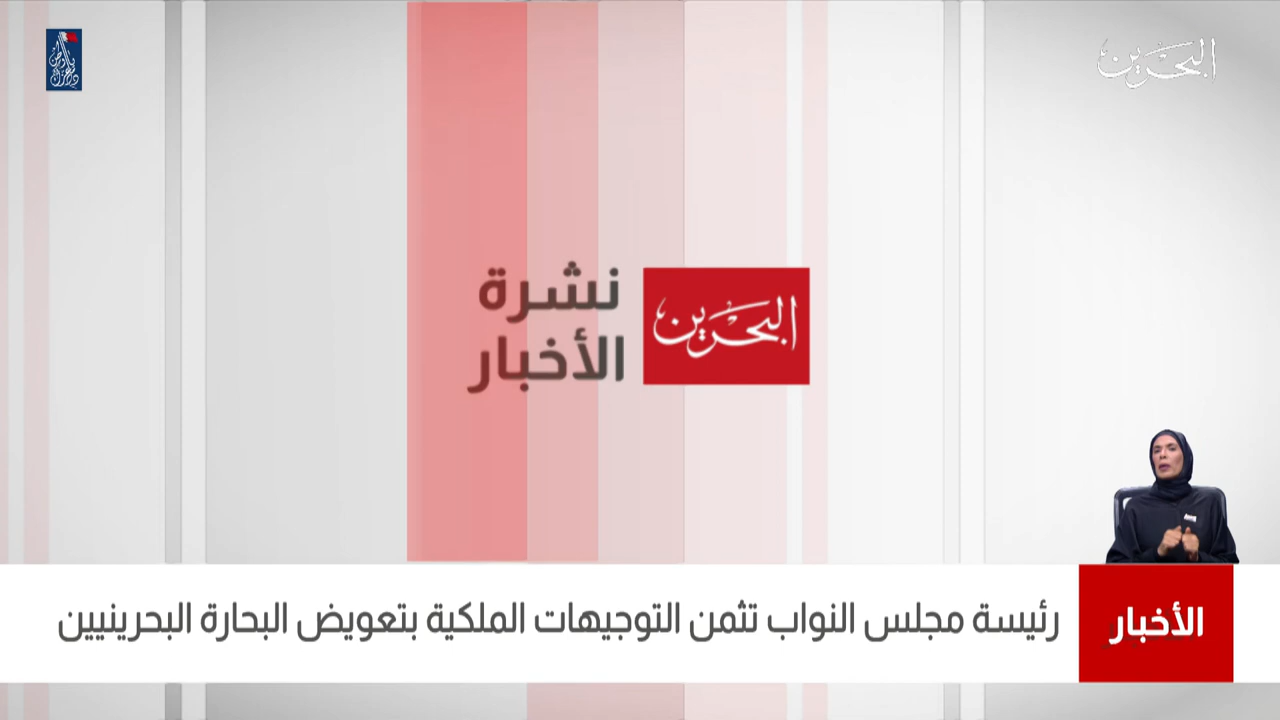 البحرين
نشرة
الأخبار
البحرين
رئيسة مجلس النواب تثمن التوجيهات الملكية بتعويض البحارة البحرينيين
الأخبار